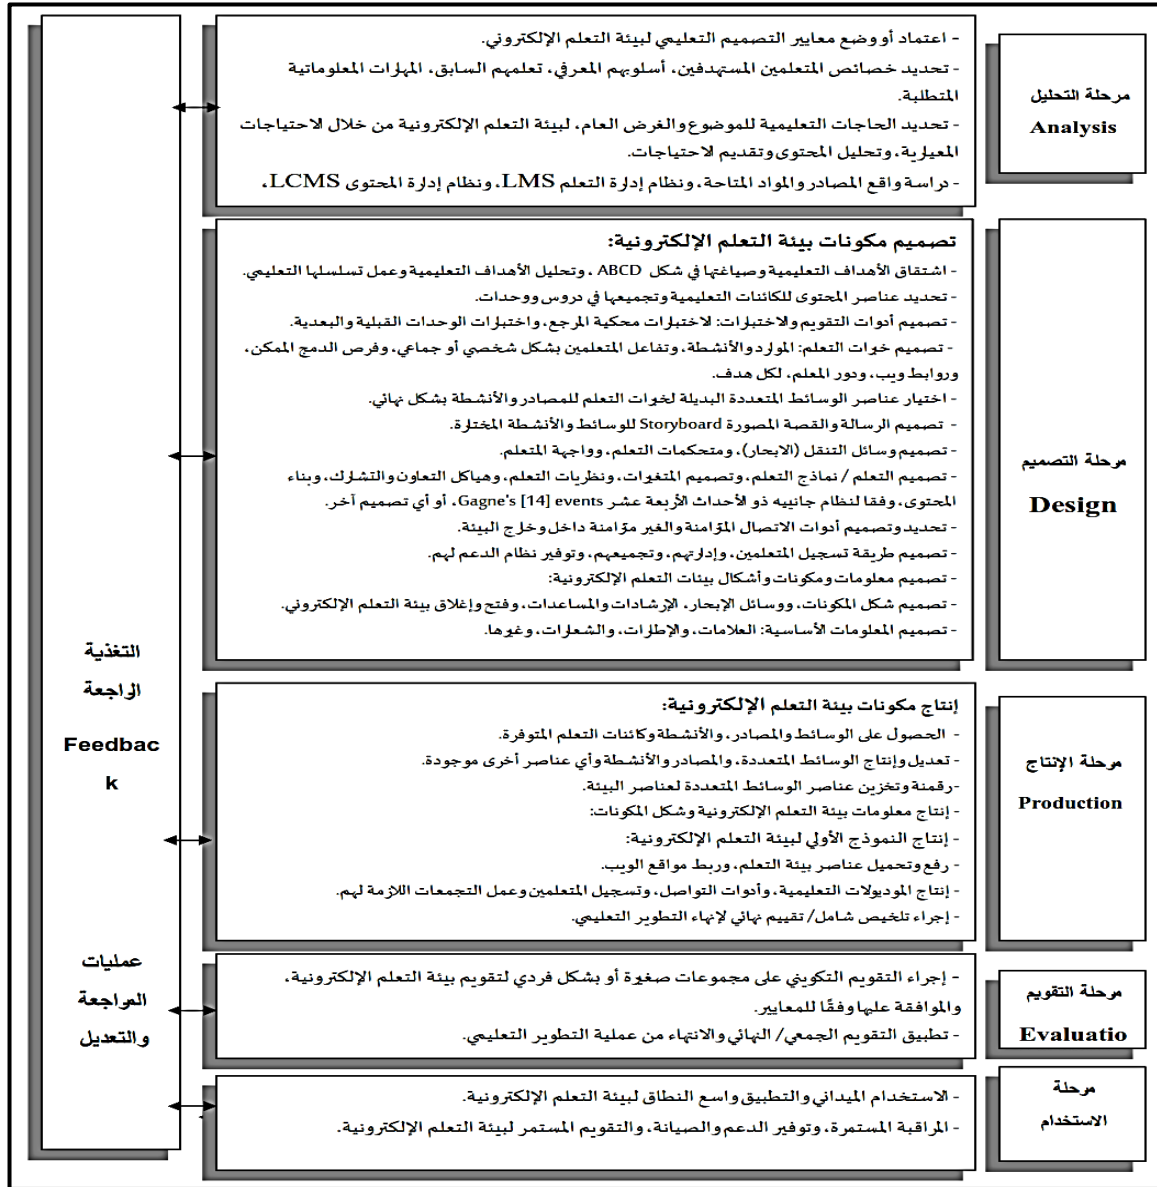 مرحلة التحليل
Analysis
- اعتماد أو وضع معايير التصميم التعليمي لبيئة التعلم الإلكتروني.
- تحديد خصائص المتعلمين المستهدفين، أسلوبهم المعرفي، تعلمهم السابق، المهارات المعلوماتية
المتطلبة.
- تحديد الحاجات التعليمية للموضوع والغرض العام، لبيئة التعلم الإلكترونية من خلال الاحتياجات
المعيارية، وتحليل المحتوى وتقديم الاحتياجات.
- دراسة واقع المصادر والمواد المتاحة، ونظام إدارة التعلم LMS، ونظام إدارة المحتوى LCMS،
مرحلة التصميم
Design
تصميم مكونات بيئة التعلم الإلكترونية:
- اشتقاق الأهداف التعليمية وصياغتها في شكل ABCD ، وتحليل الأهداف التعليمية وعمل تسلسلها التعليمي.
- تحديد عناصر المحتوى للكائنات التعليمية وتجميعها في دروس ووحدات.
- تصميم أدوات التقويم والاختبارات: الاختبارات محكية المرجع، واختبارات الوحدات القبلية والبعدية.
- تصميم خبرات التعلم: الموارد والأنشطة، وتفاعل المتعلمين بشكل شخصي أو جماعي، وفرص الدمج الممكن،
وروابط ويب، ودور المعلم، لكل هدف.
- اختيار عناصر الوسائط المتعددة البديلة لخبرات التعلم للمصادر والأنشطة بشكل نهائي.
- تصميم الرسالة والقصة المصورة Storyboard للوسائط والأنشطة المختارة.
- تصميم وسائل التنقل (الابحار)، ومتحكمات التعلم، وواجهة المتعلم.
- تصميم التعلم / نماذج التعلم، وتصميم المتغيرات، ونظريات التعلم، وهياكل التعاون والتشارك، وبناء
المحتوى، وفقا لنظام جانييه ذو الأحداث الأربعة عشر Gagne's [14] events، أو أي تصميم آخر.
- تحديد وتصميم أدوات الاتصال المتزامنة والغير متزامنة داخل وخارج البيئة.
- تصميم طريقة تسجيل المتعلمين، وإدارتهم، وتجميعهم، وتوفير نظام الدعم لهم.
- تصميم معلومات ومكونات وأشكال بيئات التعلم الإلكترونية:
- تصميم شكل المكونات، ووسائل الإبحار، الإرشادات والمساعدات، وفتح وإغلاق بيئة التعلم الإلكتروني.
- تصميم المعلومات الأساسية: العلامات، والإطارات، والشعارات، وغيرها.
مرحلة الإنتاج
Production
إنتاج مكونات بيئة التعلم الإلكترونية:
- الحصول على الوسائط والمصادر، والأنشطة وكائنات التعلم المتوفرة.
- تعديل وإنتاج الوسائط المتعددة، والمصادر والأنشطة وأي عناصر أخرى موجودة.
-رقمنة وتخزين عناصر الوسائط المتعددة لعناصر البيئة.
- إنتاج معلومات بيئة التعلم الإلكترونية وشكل المكونات:
- إنتاج النموذج الأولي لبيئة التعلم الإلكترونية:
- رفع وتحميل عناصر بيئة التعلم، وربط مواقع الويب.
- إنتاج الموديولات التعليمية، وأدوات التواصل، وتسجيل المتعلمين وعمل التجمعات اللازمة لهم.
- إجراء تلخيص شامل/ تقييم نهائي لإنهاء التطوير التعليمي.
مرحلة التقويم
Evaluatio
- إجراء التقويم التكويني على مجموعات صغيرة أو بشكل فردي لتقويم بيئة التعلم الإلكترونية،
والموافقة عليها وفقًا للمعايير.
- تطبيق التقويم الجمعي/ النهائي والانتهاء من عملية التطوير التعليمي.
مرحلة
الاستخدام
- الاستخدام الميداني والتطبيق واسع النطاق لبيئة التعلم الإلكترونية.
- المراقبة المستمرة، وتوفير الدعم والصيانة، والتقويم المستمر لبيئة التعلم الإلكترونية.
التغذية
الراجعة
Feedbac
k
عمليات
المراجعة
والتعديل